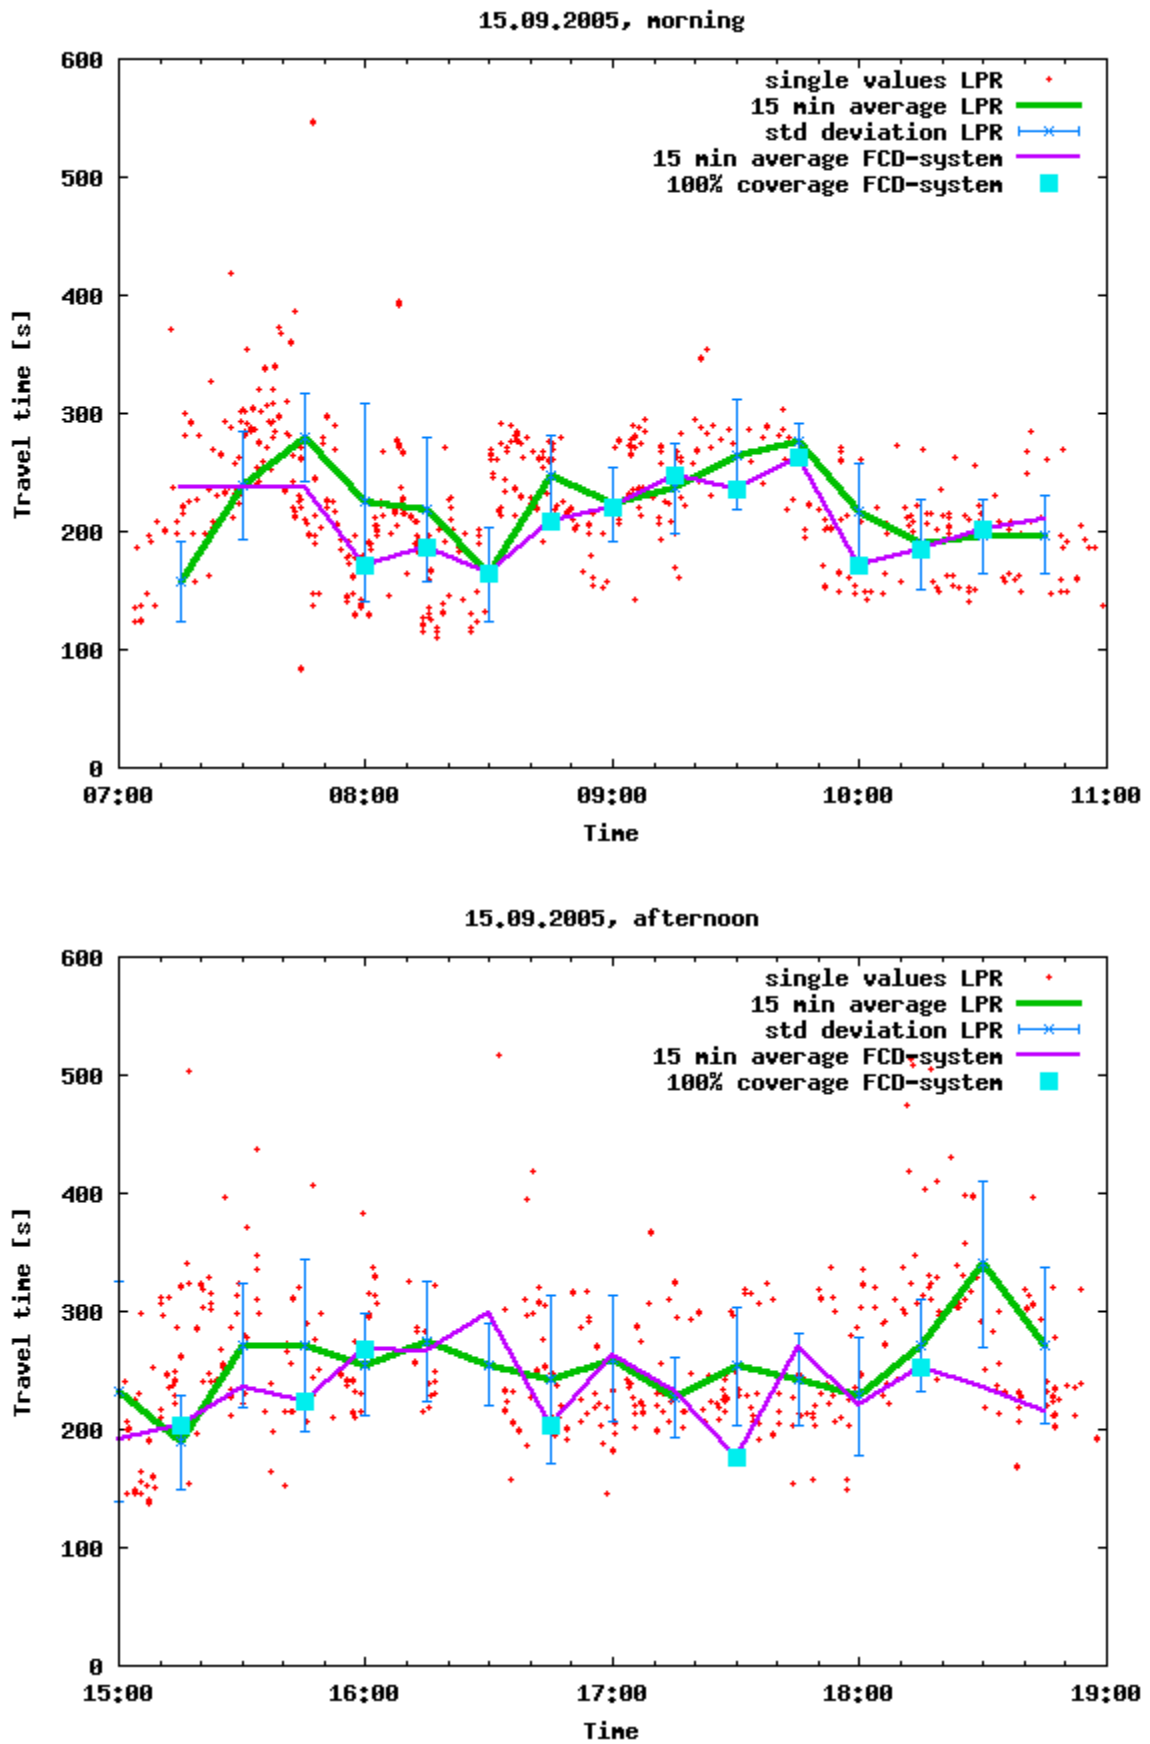 15.09.2005, morning
600
single values LPR
15 min average LPR
std deviation LPR
15 min average FCD-system
100% coverage FCD-system
500
400
300
200
100
0
Travel time [s]
07:00 08:00 09:00 10:00 11:00
Time
15.09.2005, afternoon
600
single values LPR
15 min average LPR
std deviation LPR
15 min average FCD-system
100% coverage FCD-system
500
400
300
200
100
0
Travel time [s]
15:00 16:00 17:00 18:00 19:00
Time